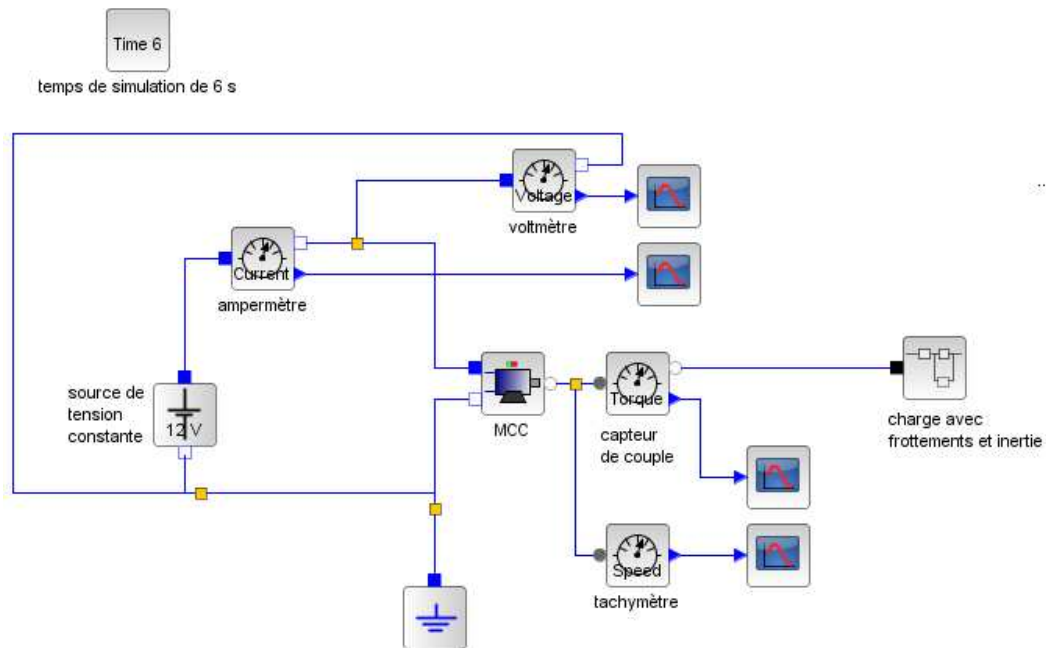 Time 6
temps de simulation de 6 s
Voltage
voltmètre
..
Current
ampermètre
source de
tension
constante
12 V
MCC
Torque
capteur
de couple
charge avec
frottements et inertie
Speed
tachymètre